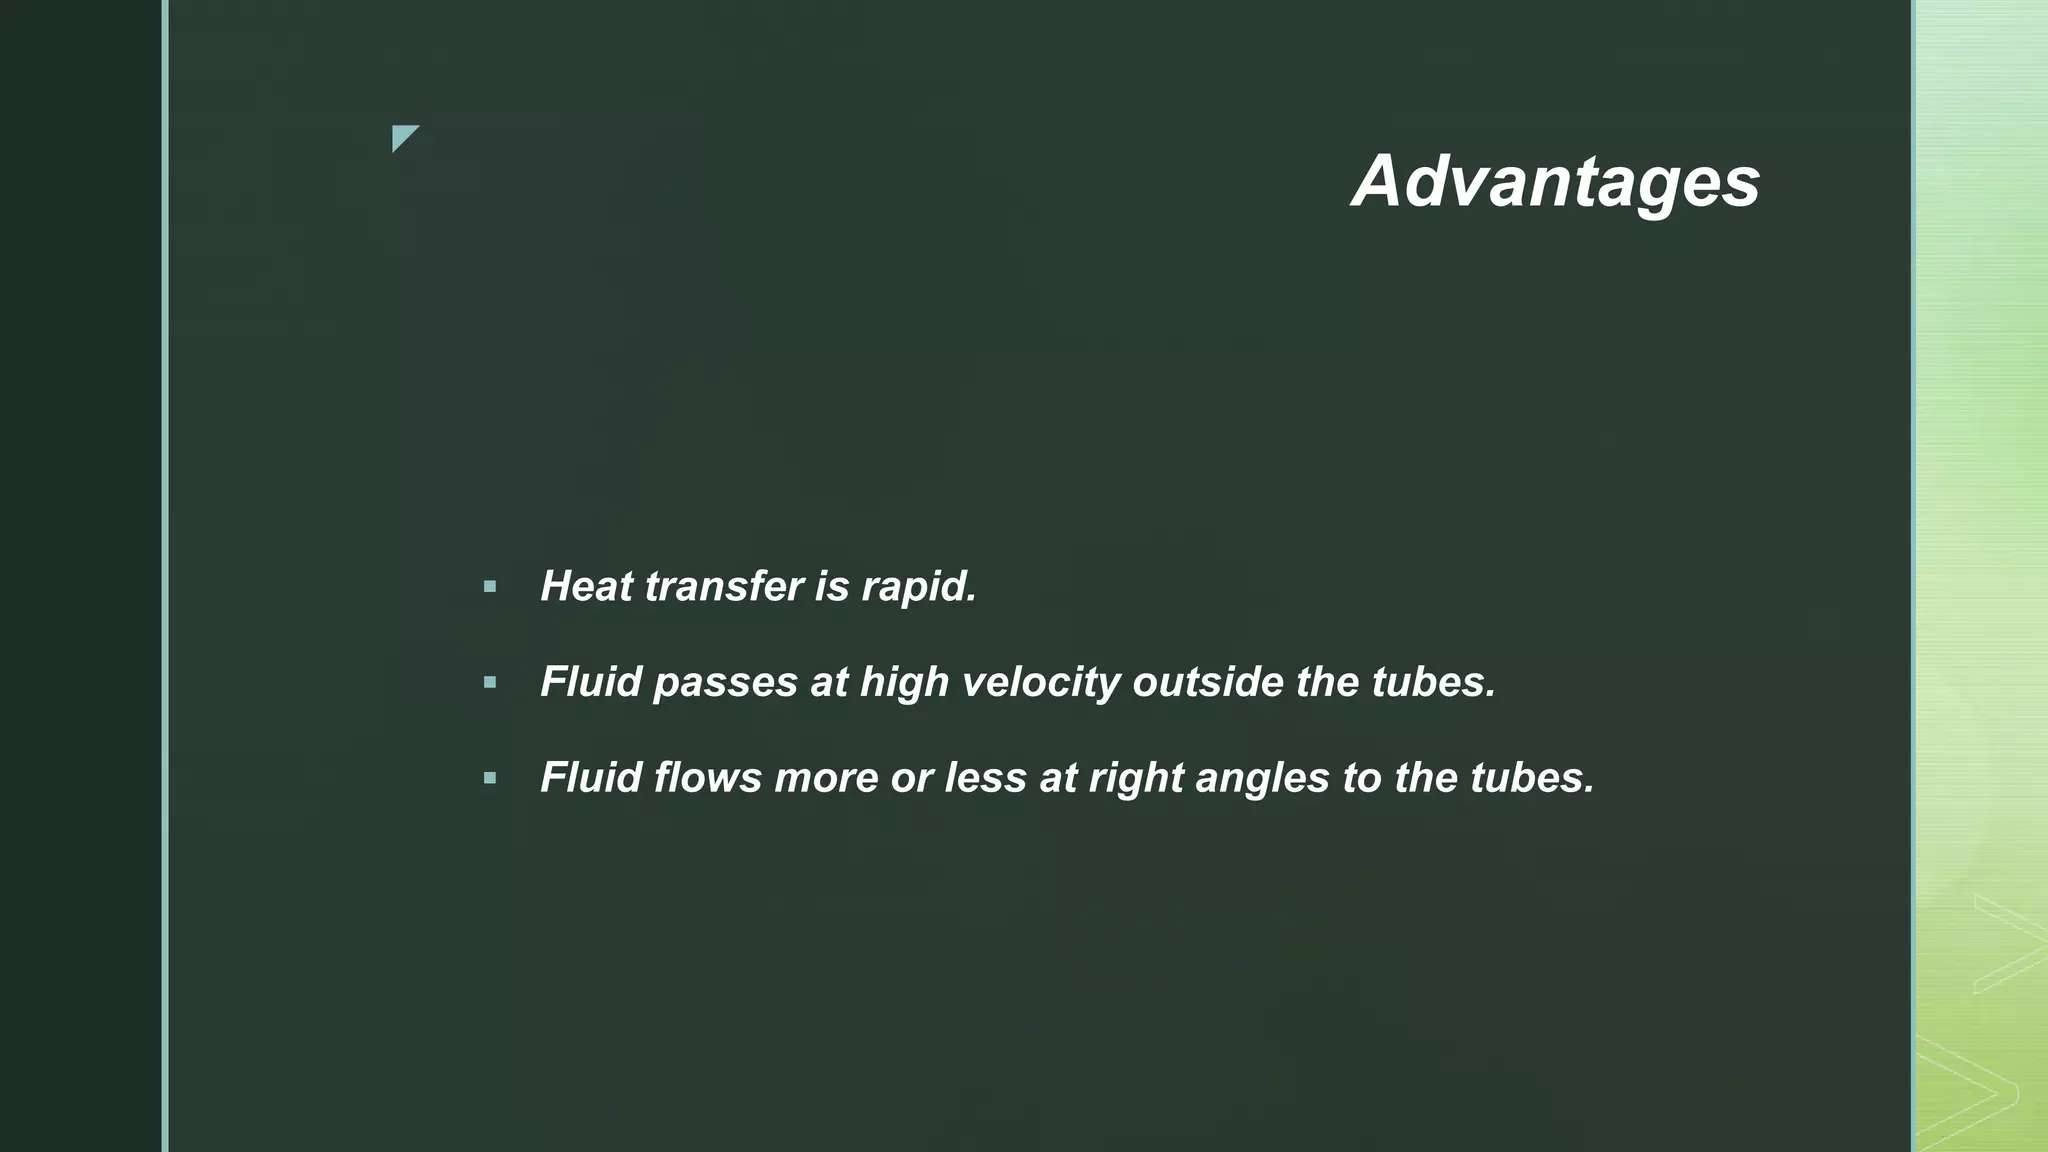 Advantages
Heat transfer is rapid.
Fluid passes at high velocity outside the tubes.
Fluid flows more or less at right angles to the tubes.